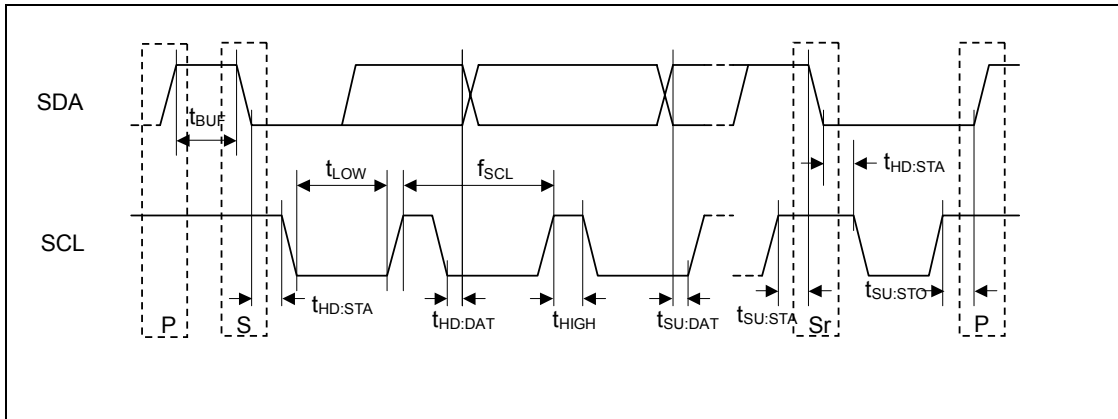 SDA
tBUF
tLOW
fSCL
tHD:STA
SCL
tHD:STA
tHD:DAT
tHIGH
tSU:DAT
tSU:STA
tSU:STO
P
S
Sr
P